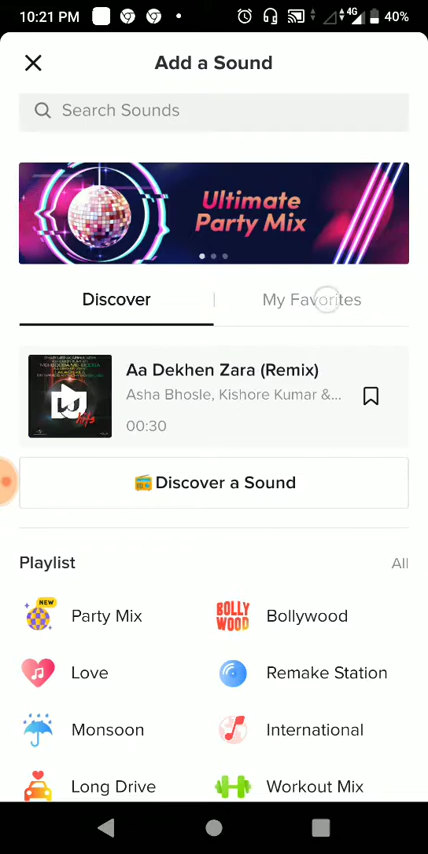 10:21 PM 4G 40%
Add a Sound
Search Sounds
Ultimate
Party Mix
Discover | My Favorites
Aa Dekhen Zara (Remix)
Asha Bhosle, Kishore Kumar &...
00:30
Hits
Discover a Sound
Playlist All
NEW
Party Mix
BOLLY
WOOD
Bollywood
Love
Remake Station
Monsoon
International
Long Drive
Workout Mix